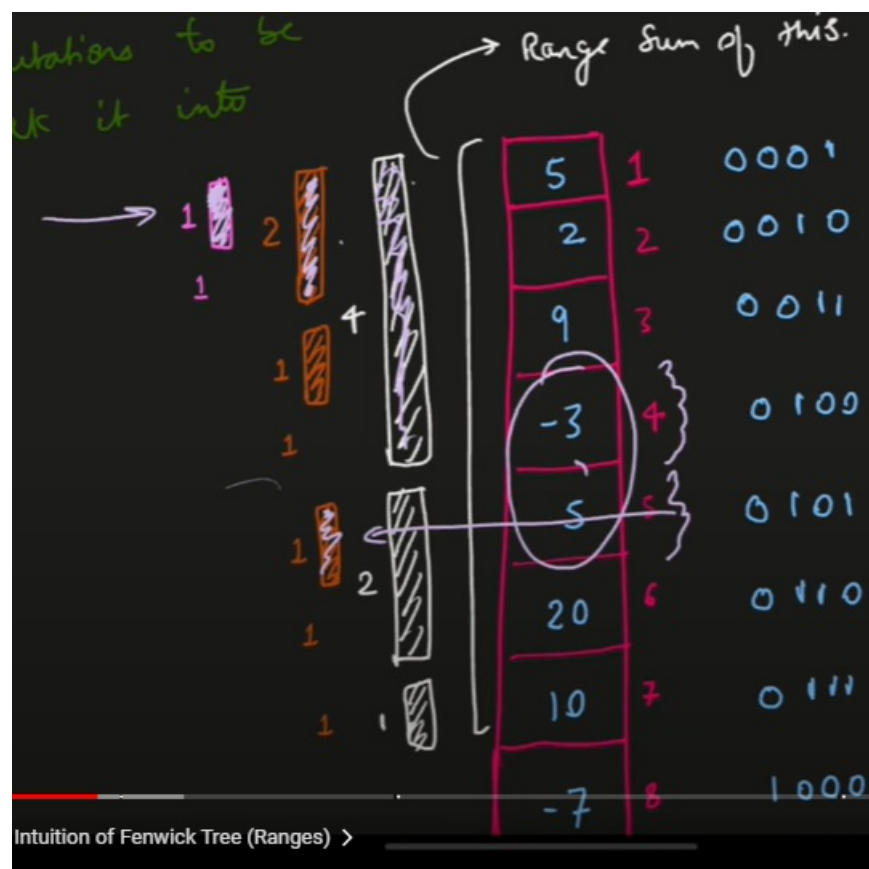 to be
it into
Range Sum of this.
5 1 0001
1 2 2 2 0010
1
4 9 3 0011
1
-3 4 0100
1
5 5 0101
1
2
20 6 0110
1
10 7 0111
1 1
-7 8 1000
Intuition of Fenwick Tree (Ranges)